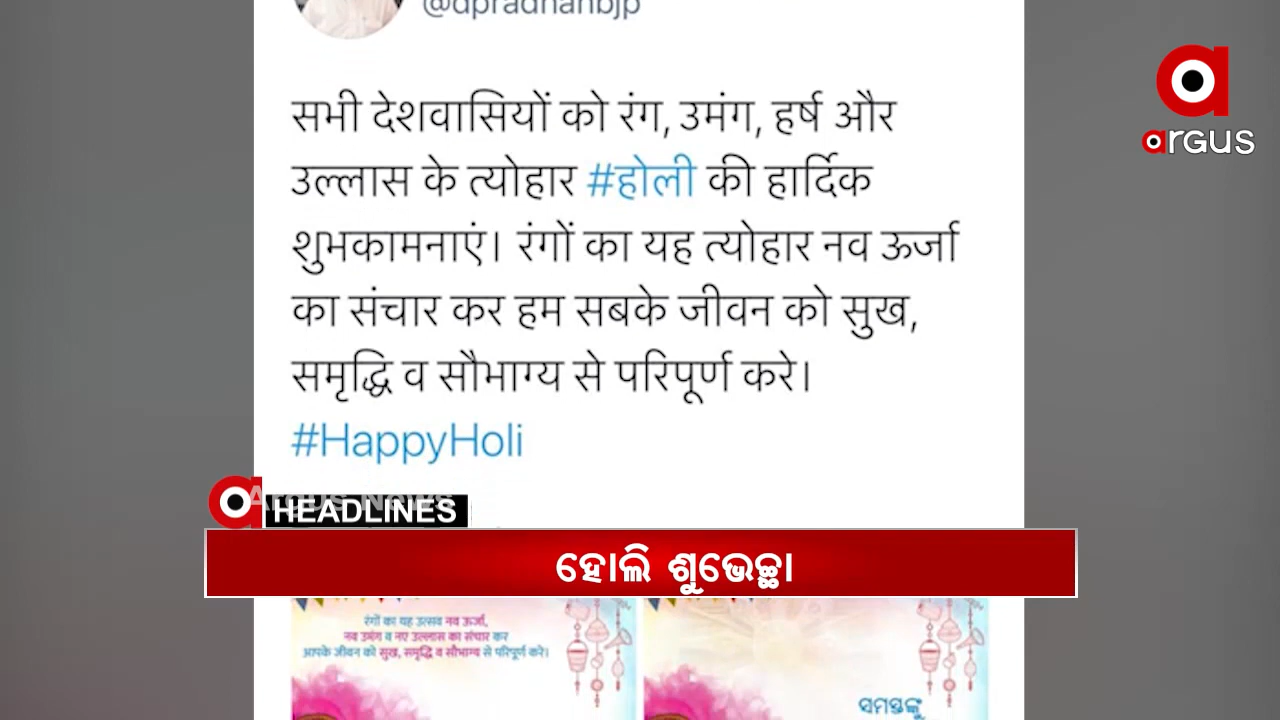 @dpradhanbjp
argus
सभी देशवासियों को रंग, उमंग, हर्ष और
उल्लास के त्योहार #होली की हार्दिक
शुभकामनाएं। रंगों का यह त्योहार नव ऊर्जा
का संचार कर हम सबके जीवन को सुख,
समृद्धि व सौभाग्य से परिपूर्ण करे।
#HappyHoli
Argus News
HEADLINES
ହୋଲି ଶୁଭେଚ୍ଛା
रंगों का यह उत्सव नव ऊर्जा,
नव उमंग व नए उल्लास का संचार कर
आपके जीवन को सुख, समृद्धि व सौभाग्य से परिपूर्ण करे।
ସମସ୍ତଙ୍କୁ